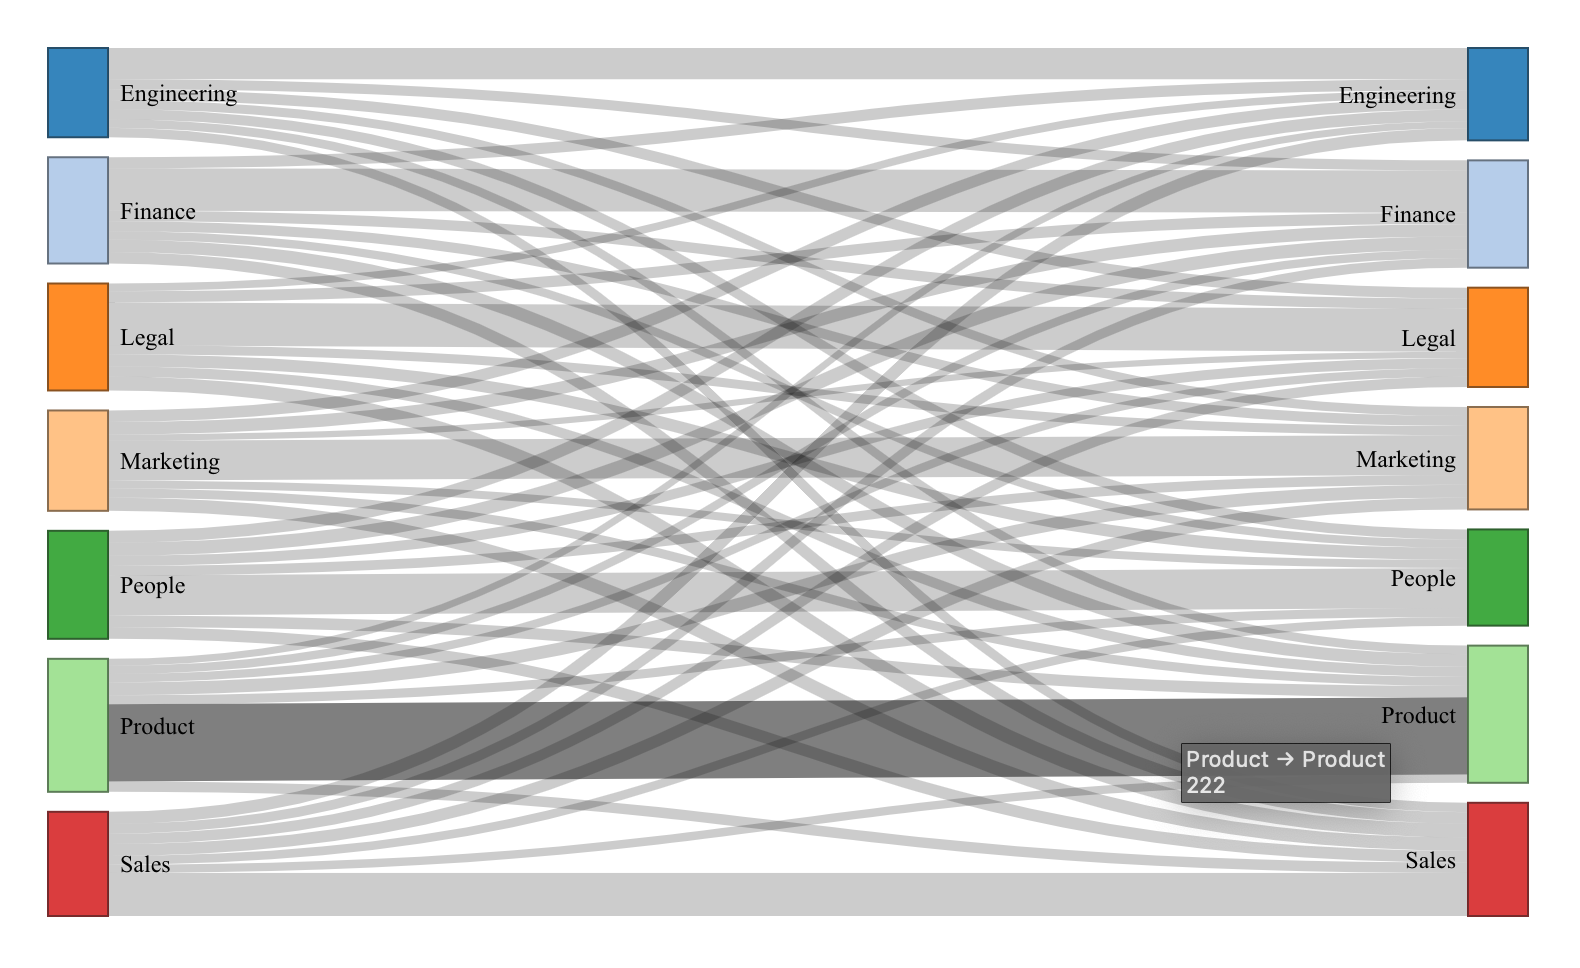 Engineering
Finance
Legal
Marketing
People
Product
Sales
Engineering
Finance
Legal
Marketing
People
Product
Product → Product
222
Sales